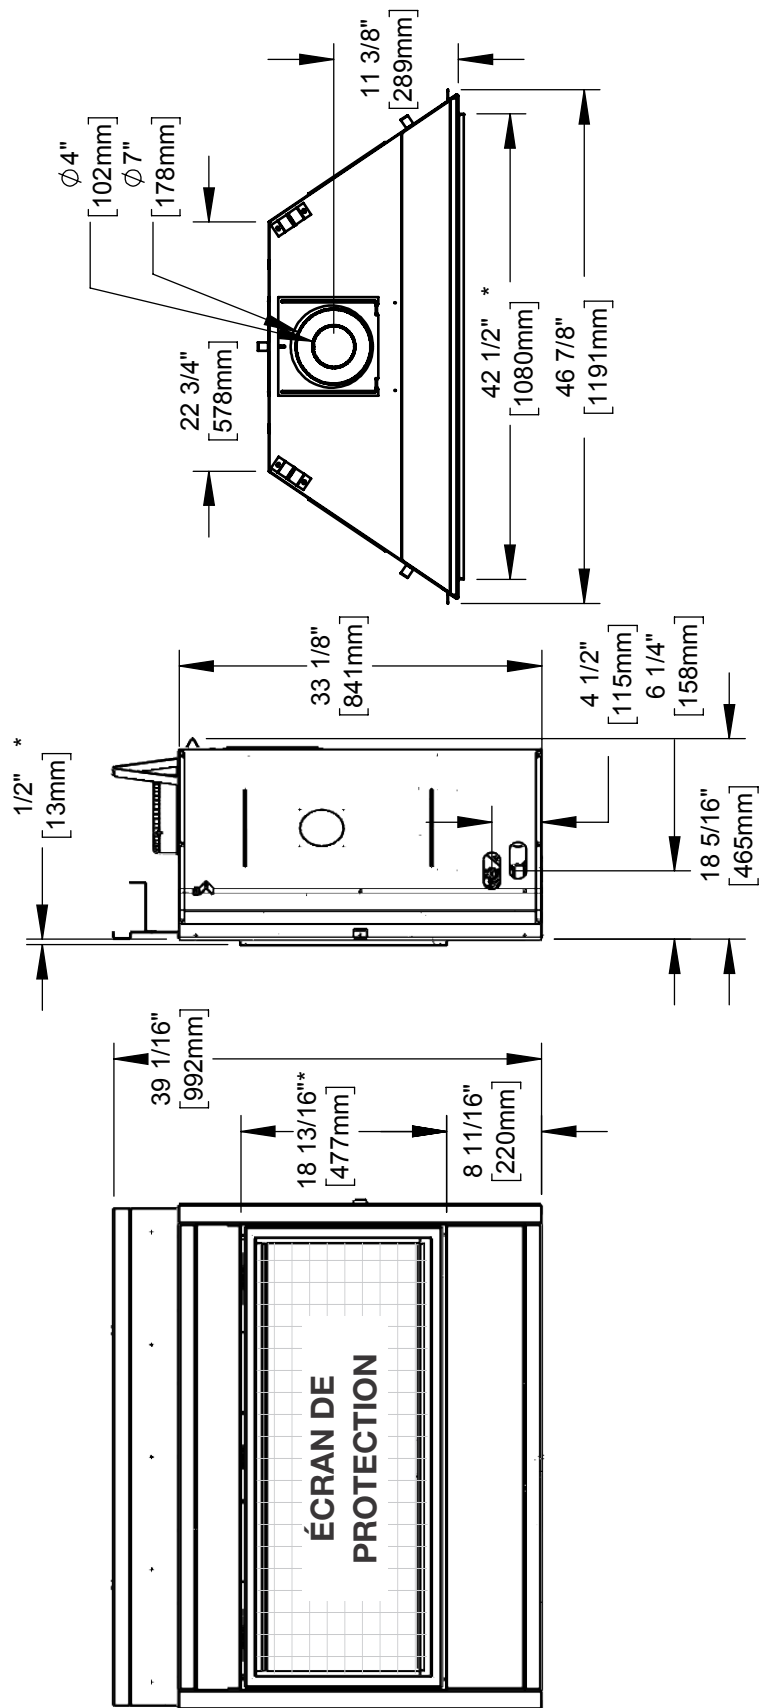 39 1/16"
[992mm]
18 13/16"*
[477mm]
8 11/16"
[220mm]
ÉCRAN DE
PROTECTION
1/2" *
[13mm]
33 1/8"
[841mm]
4 1/2"
[115mm]
6 1/4"
[158mm]
18 5/16"
[465mm]
∅4"
[102mm]
∅7"
[178mm]
22 3/4"
[578mm]
11 3/8"
[289mm]
42 1/2" *
[1080mm]
46 7/8"
[1191mm]